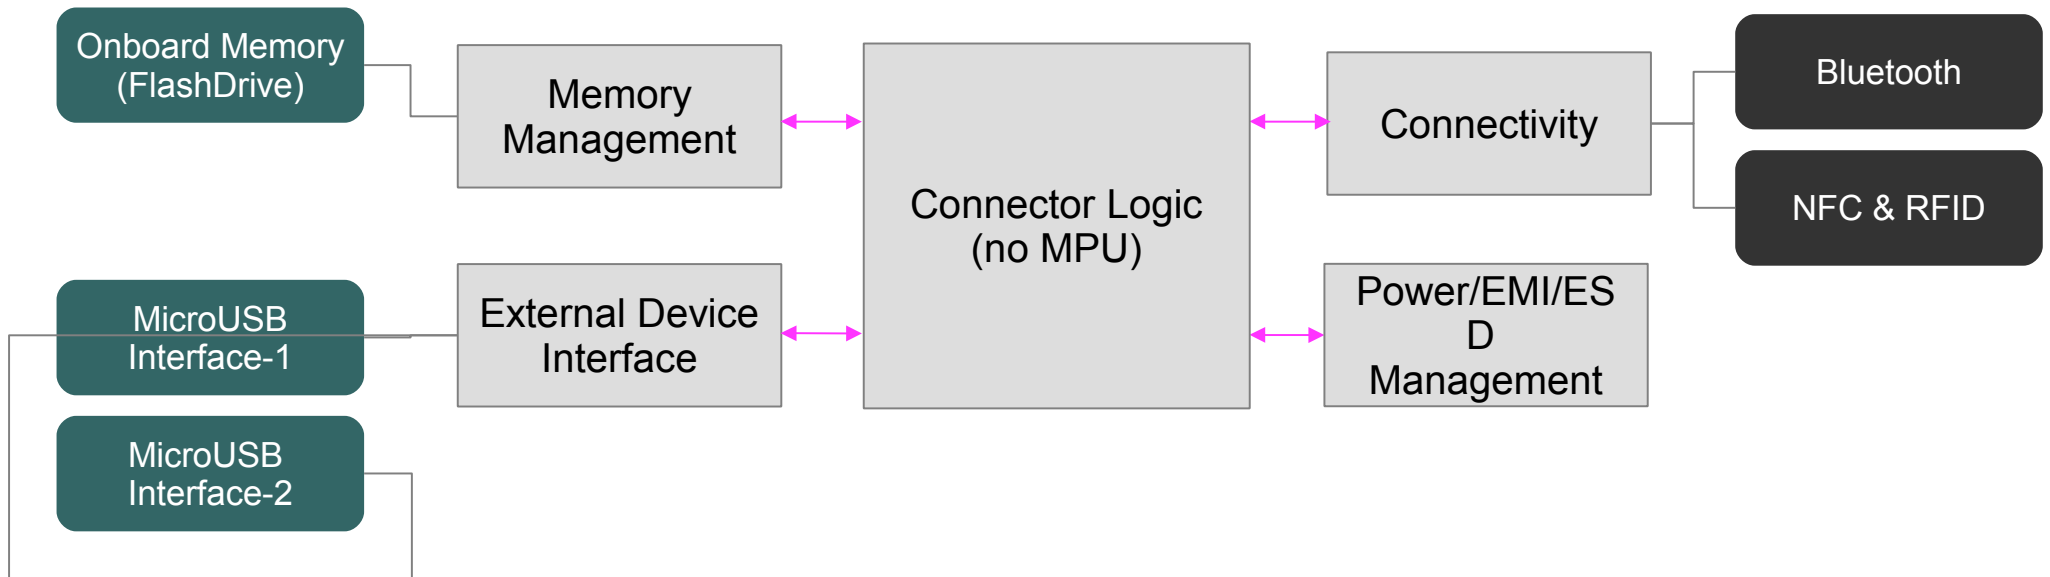 Onboard Memory
(FlashDrive)
Memory
Management
Connector Logic
(no MPU)
Connectivity
Bluetooth
NFC & RFID
MicroUSB
Interface-1
External Device
Interface
Power/EMI/ES
D
Management
MicroUSB
Interface-2